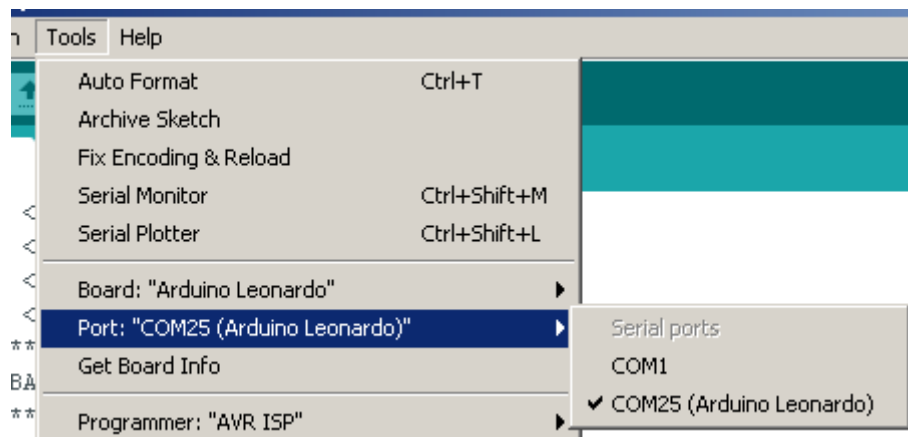 n Tools Help
Auto Format Ctrl+T
Archive Sketch
Fix Encoding & Reload
Serial Monitor Ctrl+Shift+M
Serial Plotter Ctrl+Shift+L
Board: "Arduino Leonardo"
Port: "COM25 (Arduino Leonardo)"
Serial ports
Get Board Info
COM1
BA
COM25 (Arduino Leonardo)
**
Programmer: "AVR ISP"